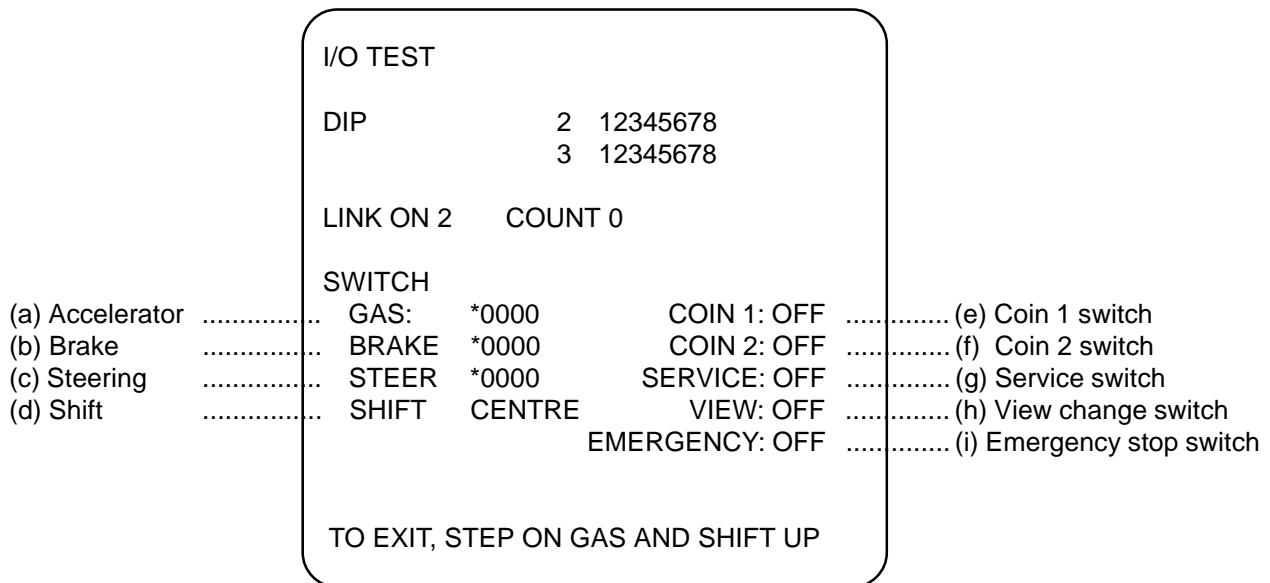 I/O TEST
DIP 2 12345678
3 12345678
LINK ON 2 COUNT 0
SWITCH
(a) Accelerator ................ GAS: *0000 COIN 1: OFF .............. (e) Coin 1 switch
(b) Brake ................ BRAKE *0000 COIN 2: OFF .............. (f) Coin 2 switch
(c) Steering ................ STEER *0000 SERVICE: OFF .............. (g) Service switch
(d) Shift ................ SHIFT CENTRE VIEW: OFF .............. (h) View change switch
EMERGENCY: OFF .............. (i) Emergency stop switch
TO EXIT, STEP ON GAS AND SHIFT UP